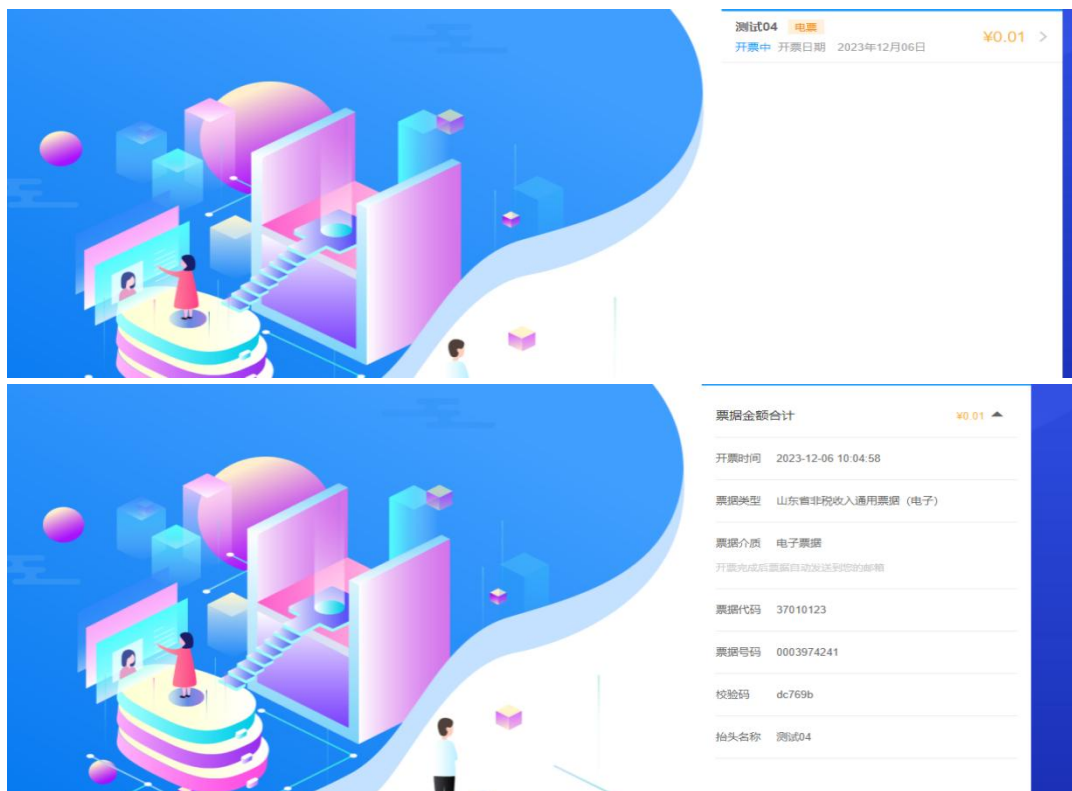 测试04 电票
¥0.01
开票中 开票日期 2023年12月06日
票据金额合计 ¥0.01
开票时间 2023-12-06 10:04:58
票据类型 山东省非税收入通用票据（电子）
票据介质 电子票据
开票完成后票据自动发送到您的邮箱
票据代码 37010123
票据号码 0003974241
校验码 dc769b
抬头名称 测试04